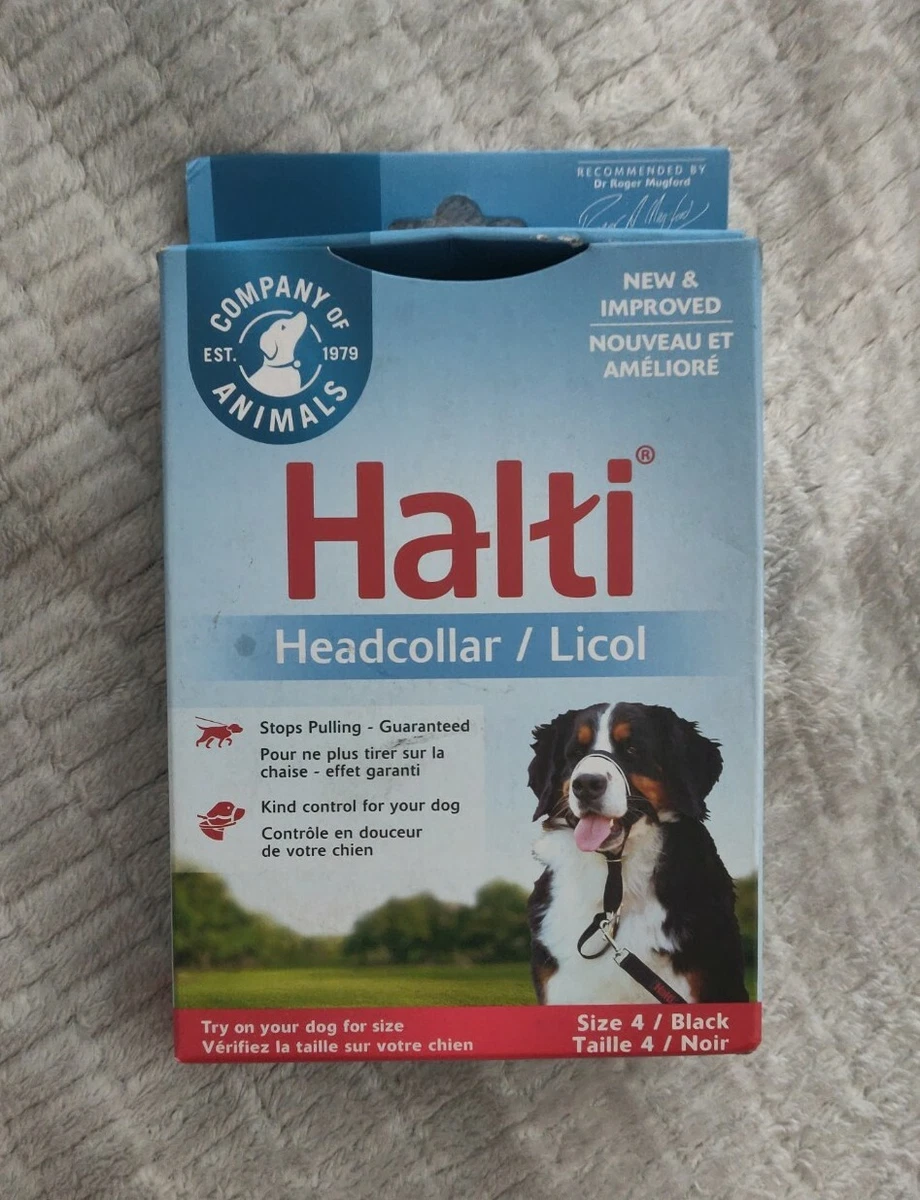 RECOMMENDED BY
Dr Roger Mugford
COMPANY OF
EST. 1979
ANIMALS
NEW &
IMPROVED
NOUVEAU ET
AMÉLIORÉ
Halti®
Headcollar / Licol
Stops Pulling - Guaranteed
Pour ne plus tirer sur la
chaise - effet garanti
Kind control for your dog
Contrôle en douceur
de votre chien
Try on your dog for size
Vérifiez la taille sur votre chien
Size 4 / Black
Taille 4 / Noir